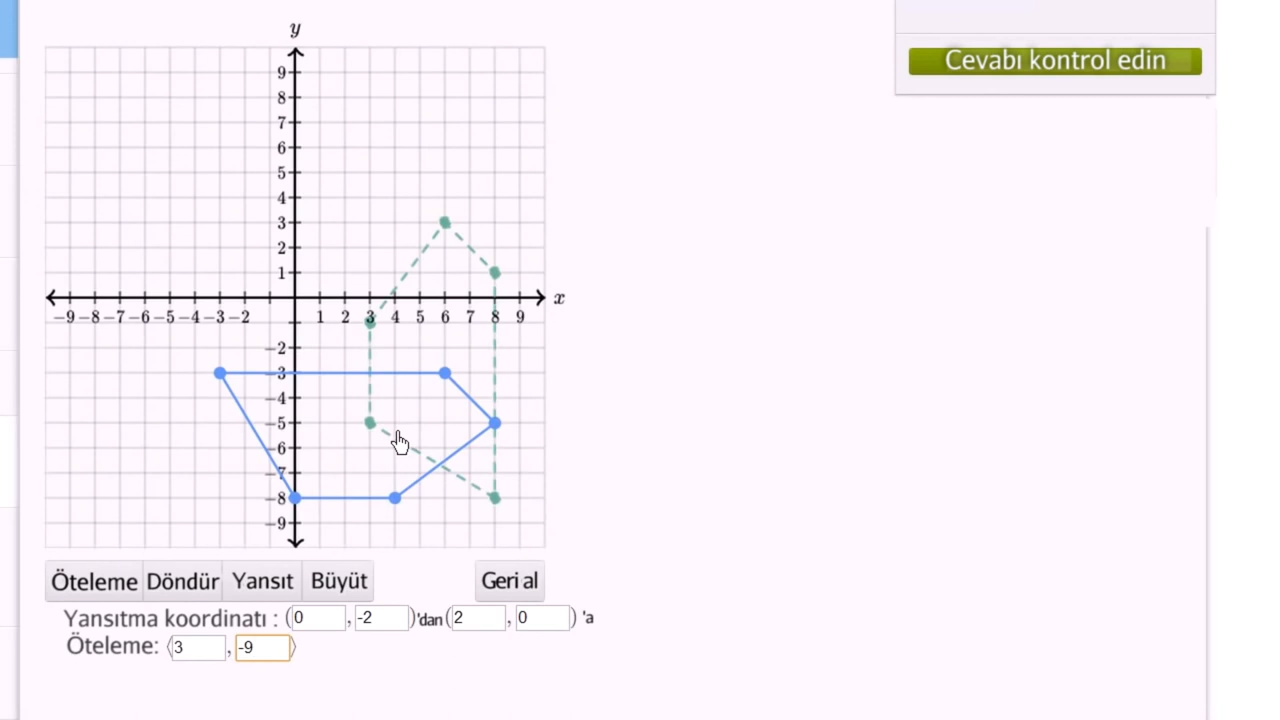 Cevabı kontrol edin
y
9
8
7
6
5
4
3
2
1
x
−9 −8 −7 −6 −5 −4 −3 −2 1 2 3 4 5 6 7 8 9
−2
−3
−4
−5
−6
−7
−8
−9
Öteleme Döndür Yansıt Büyüt Geri al
Yansıtma koordinatı : (0 , -2 )'dan (2 , 0 ) 'a
Öteleme: ⟨3 , -9⟩